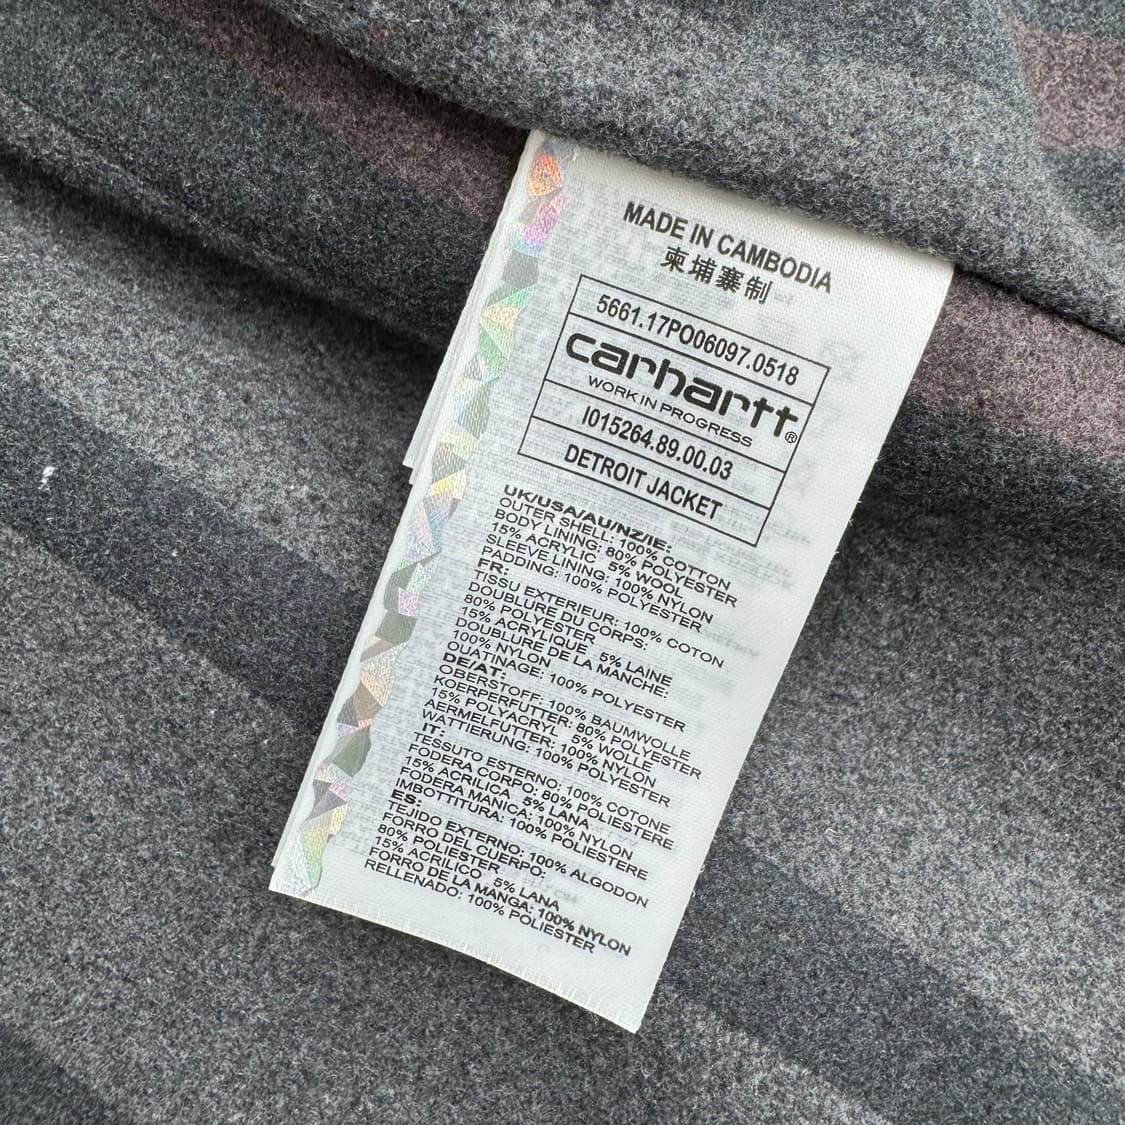 MADE IN CAMBODIA
柬埔寨制
5661.17PO06097.0518
carhartt
WORK IN PROGRESS ®
I015264.89.00.03
DETROIT JACKET
UK/USA/AU/NZ/IE:
OUTER SHELL: 100% COTTON
BODY LINING: 80% POLYESTER
15% ACRYLIC 5% WOOL
SLEEVE LINING: 100% NYLON
PADDING: 100% POLYESTER
FR:
TISSU EXTERIEUR: 100% COTON
DOUBLURE DU CORPS:
80% POLYESTER
15% ACRYLIQUE 5% LAINE
DOUBLURE DE LA MANCHE:
100% NYLON
OUATINAGE: 100% POLYESTER
DE/AT:
OBERSTOFF: 100% BAUMWOLLE
KOERPERFUTTER: 80% POLYESTER
15% POLYACRYL 5% WOLLE
AERMELFUTTER: 100% NYLON
WATTIERUNG: 100% POLYESTER
IT:
TESSUTO ESTERNO: 100% COTONE
FODERA CORPO: 80% POLIESTERE
15% ACRILICA 5% LANA
FODERA MANICA: 100% NYLON
IMBOTTITURA: 100% POLIESTERE
ES:
TEJIDO EXTERNO: 100% ALGODON
FORRO DEL CUERPO:
80% POLIESTER
15% ACRILICO 5% LANA
FORRO DE LA MANGA: 100% NYLON
RELLENADO: 100% POLIESTER